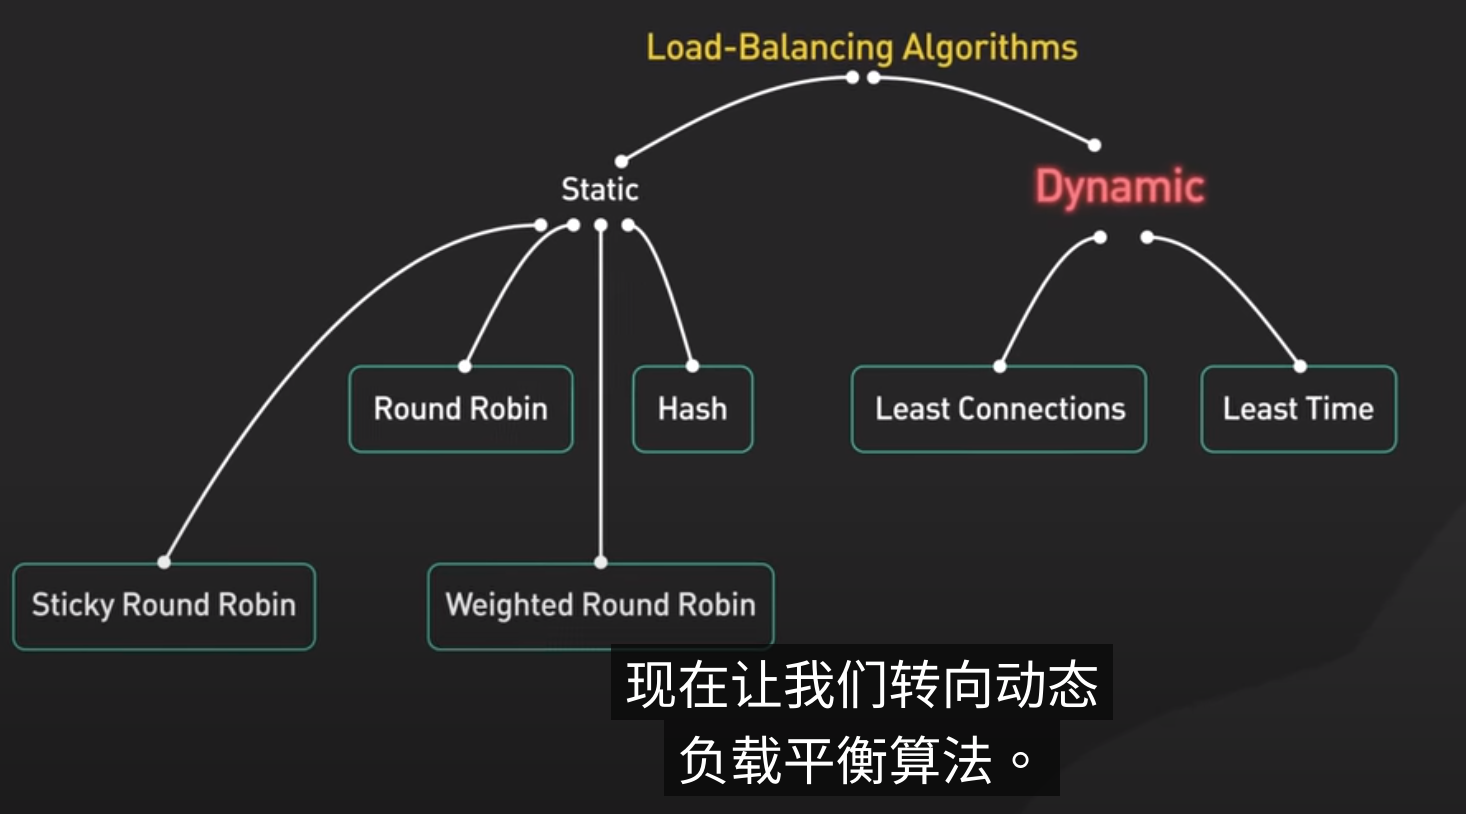 Load-Balancing Algorithms
Static
Dynamic
Round Robin
Hash
Least Connections
Least Time
Sticky Round Robin
Weighted Round Robin
现在让我们转向动态
负载平衡算法。